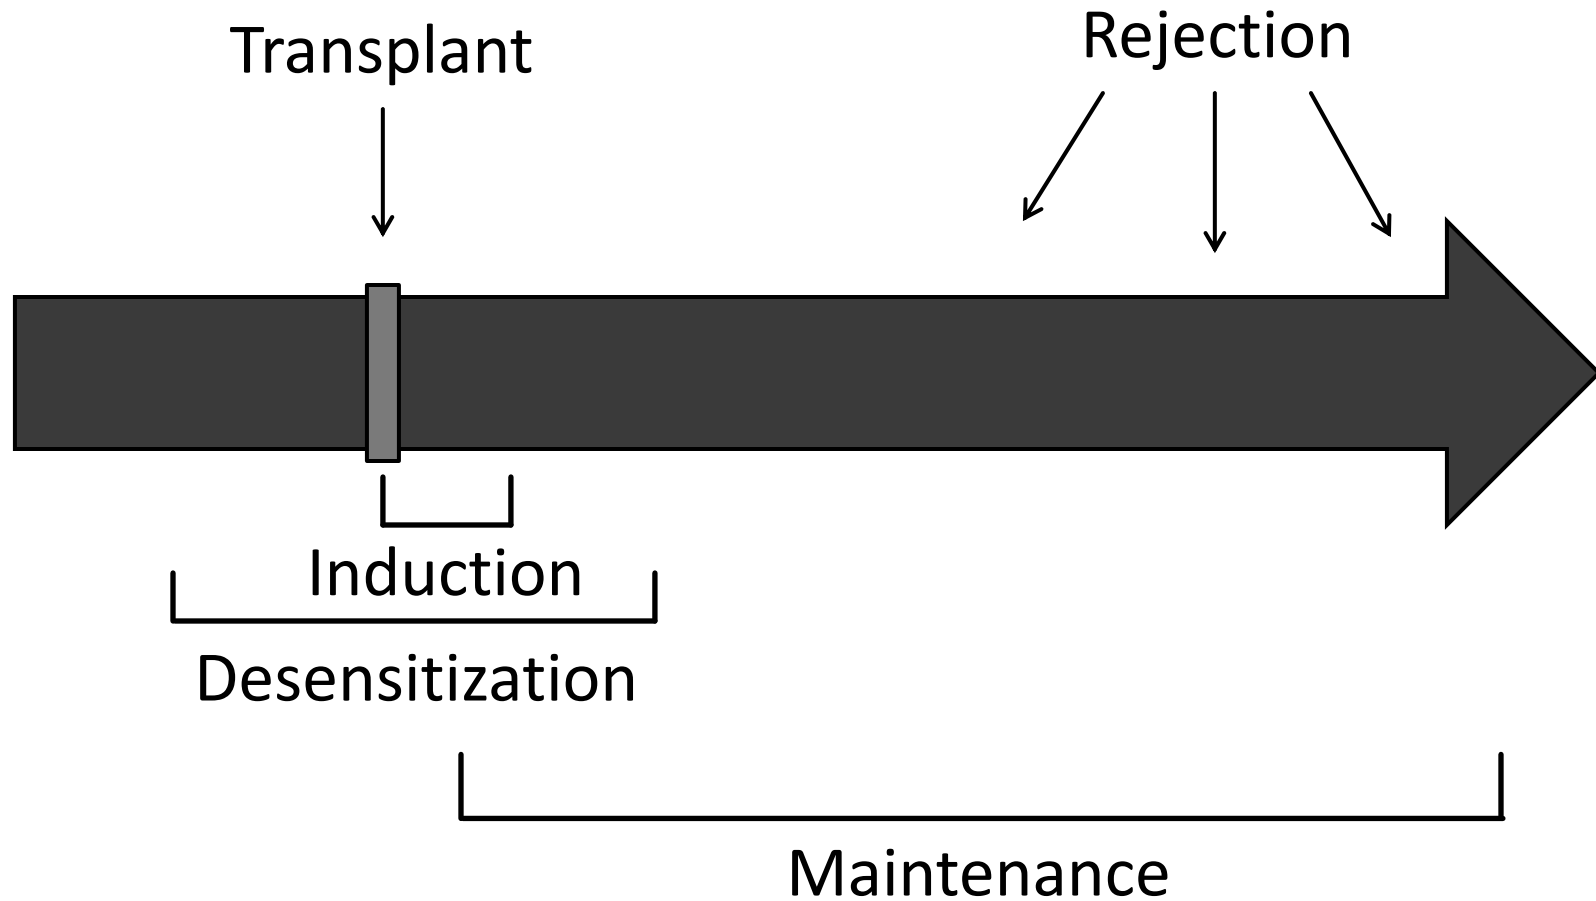 Transplant
Rejection
Induction
Desensitization
Maintenance